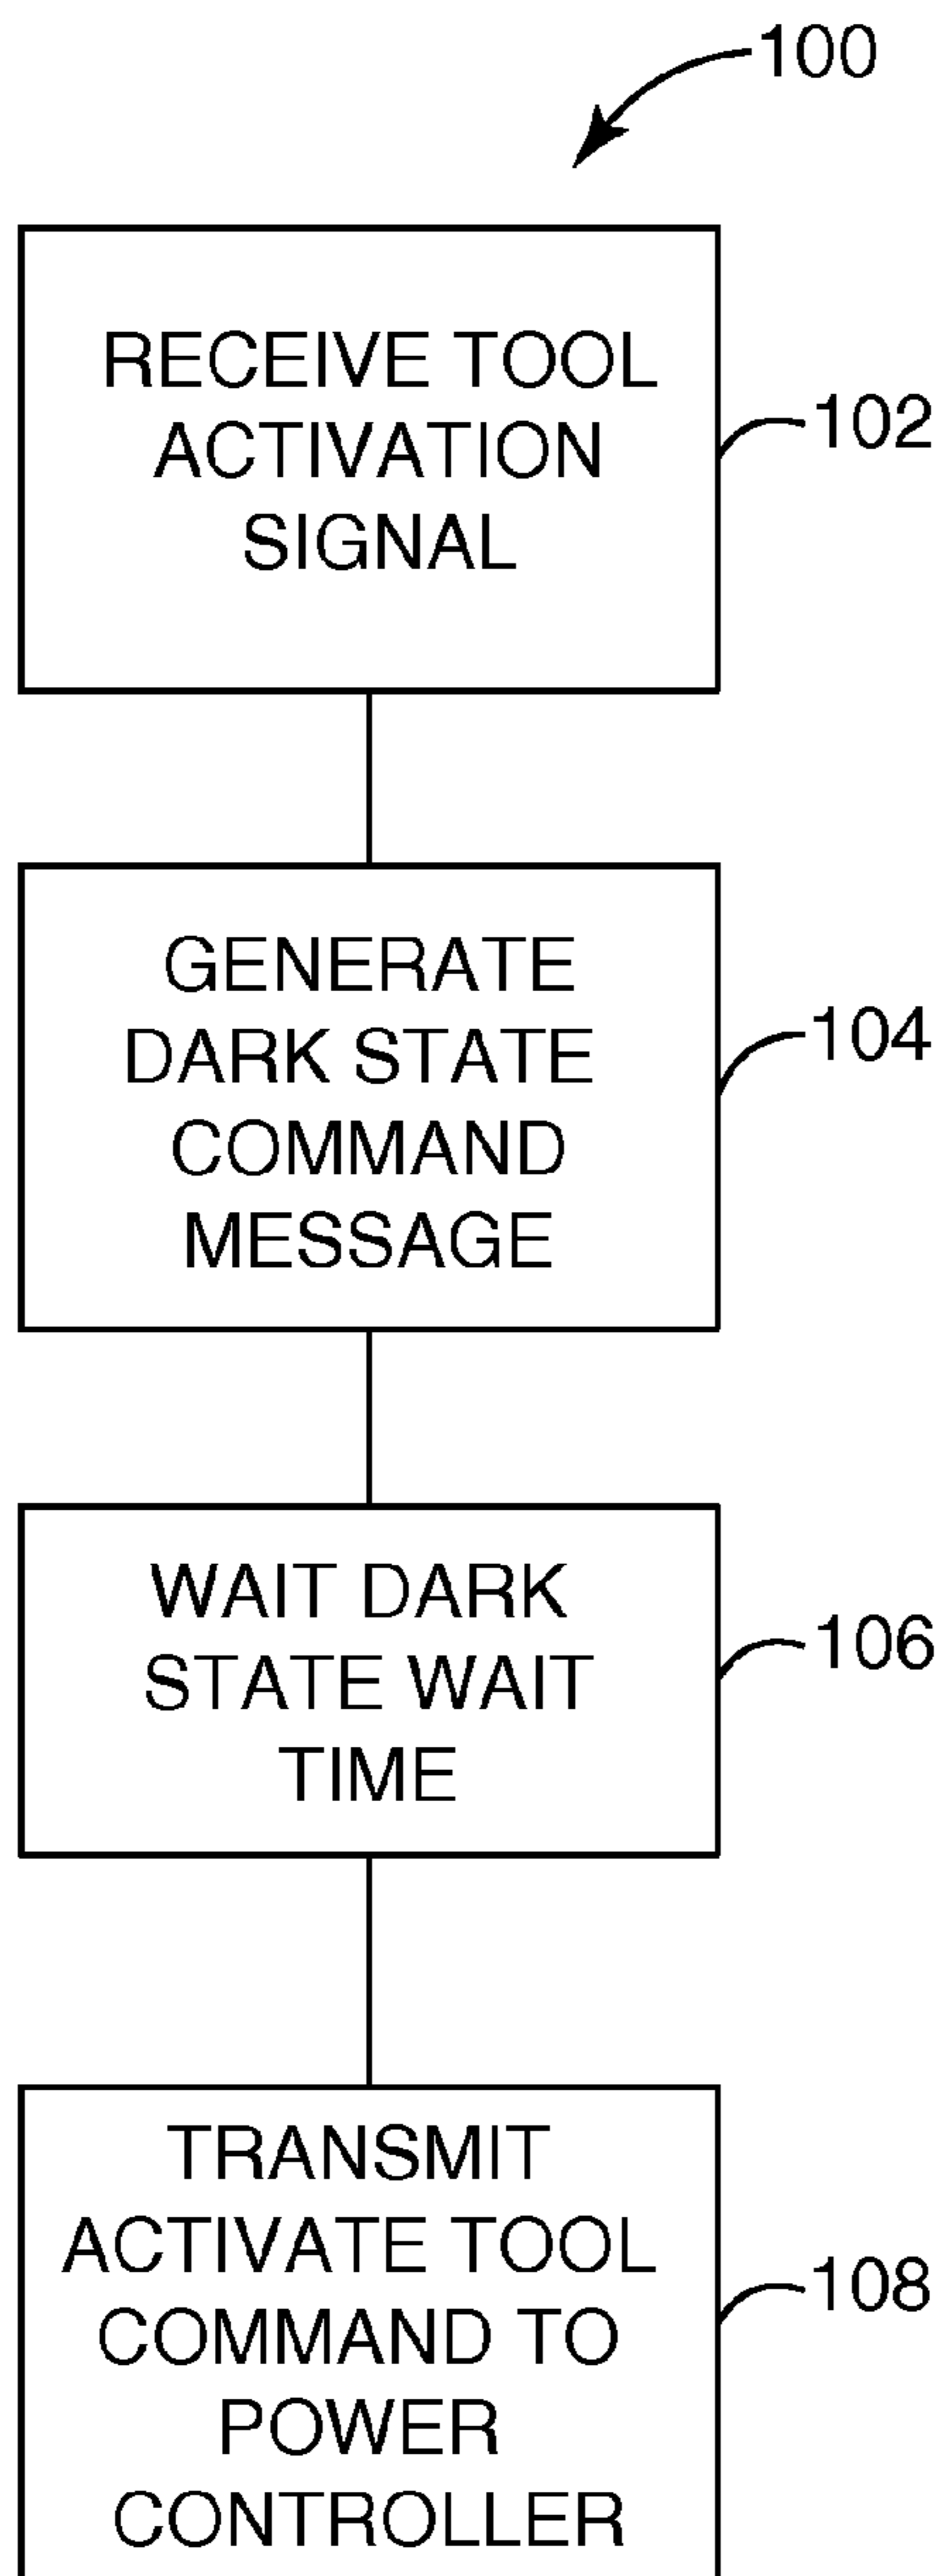 100
RECEIVE TOOL
ACTIVATION
SIGNAL
102
GENERATE
DARK STATE
COMMAND
MESSAGE
104
WAIT DARK
STATE WAIT
TIME
106
TRANSMIT
ACTIVATE TOOL
COMMAND TO
POWER
CONTROLLER
108